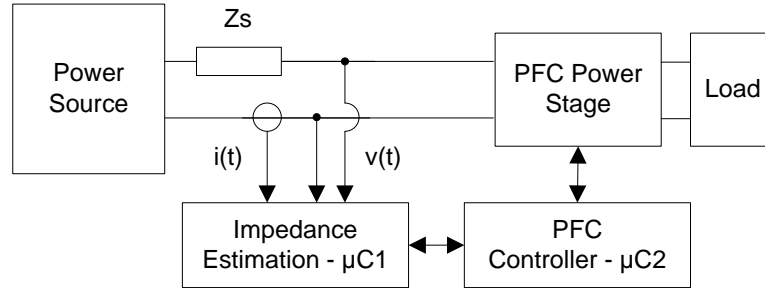 Zs
Power
Source
PFC Power
Stage
Load
i(t)
v(t)
Impedance
Estimation - µC1
PFC
Controller - µC2